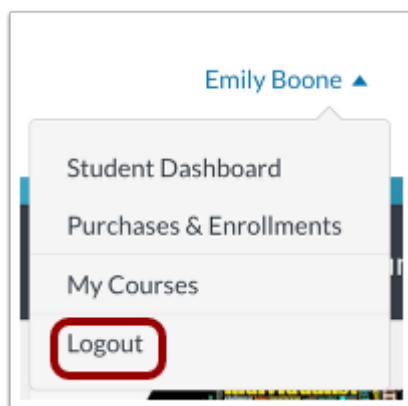 Emily Boone ▲
Student Dashboard
Purchases & Enrollments
My Courses
Logout